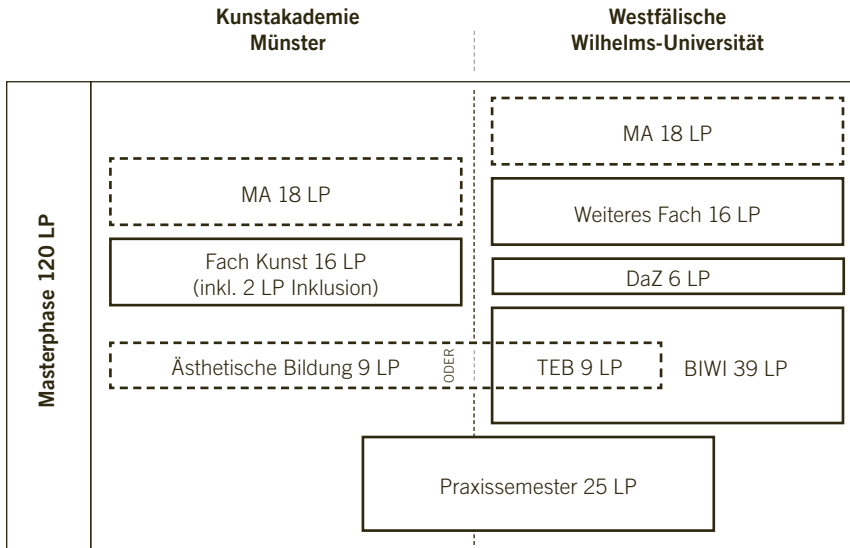 Kunstakademie
Münster
Westfälische
Wilhelms-Universität
Masterphase 120 LP
MA 18 LP
MA 18 LP
Weiteres Fach 16 LP
Fach Kunst 16 LP
(inkl. 2 LP Inklusion)
DaZ 6 LP
Ästhetische Bildung 9 LP
ODER
TEB 9 LP
BIWI 39 LP
Praxissemester 25 LP